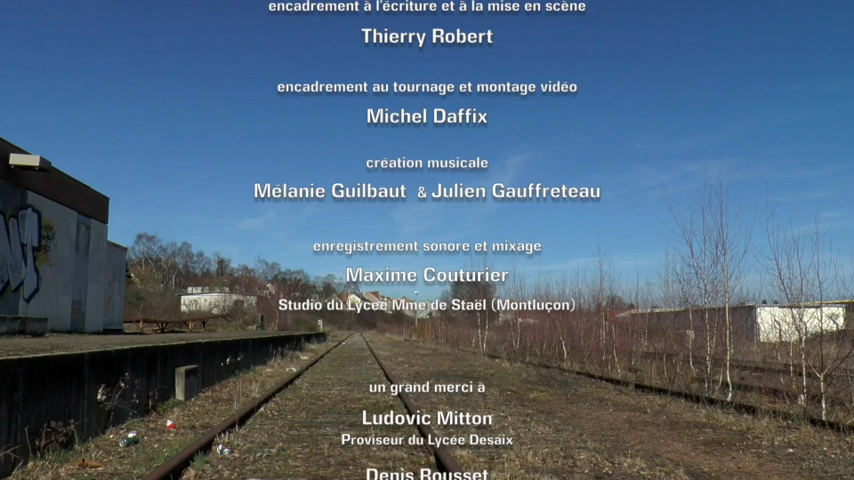 encadrement à l'écriture et à la mise en scène
Thierry Robert
encadrement au tournage et montage vidéo
Michel Daffix
création musicale
Mélanie Guilbaut & Julien Gauffreteau
enregistrement sonore et mixage
Maxime Couturier
Studio du Lycée Mme de Staël (Montluçon)
un grand merci à
Ludovic Mitton
Proviseur du Lycée Desaix
Denis Rousset